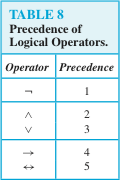 TABLE 8
Precedence of
Logical Operators.
Operator Precedence
¬ 1
∧ 2
∨ 3
→ 4
↔ 5